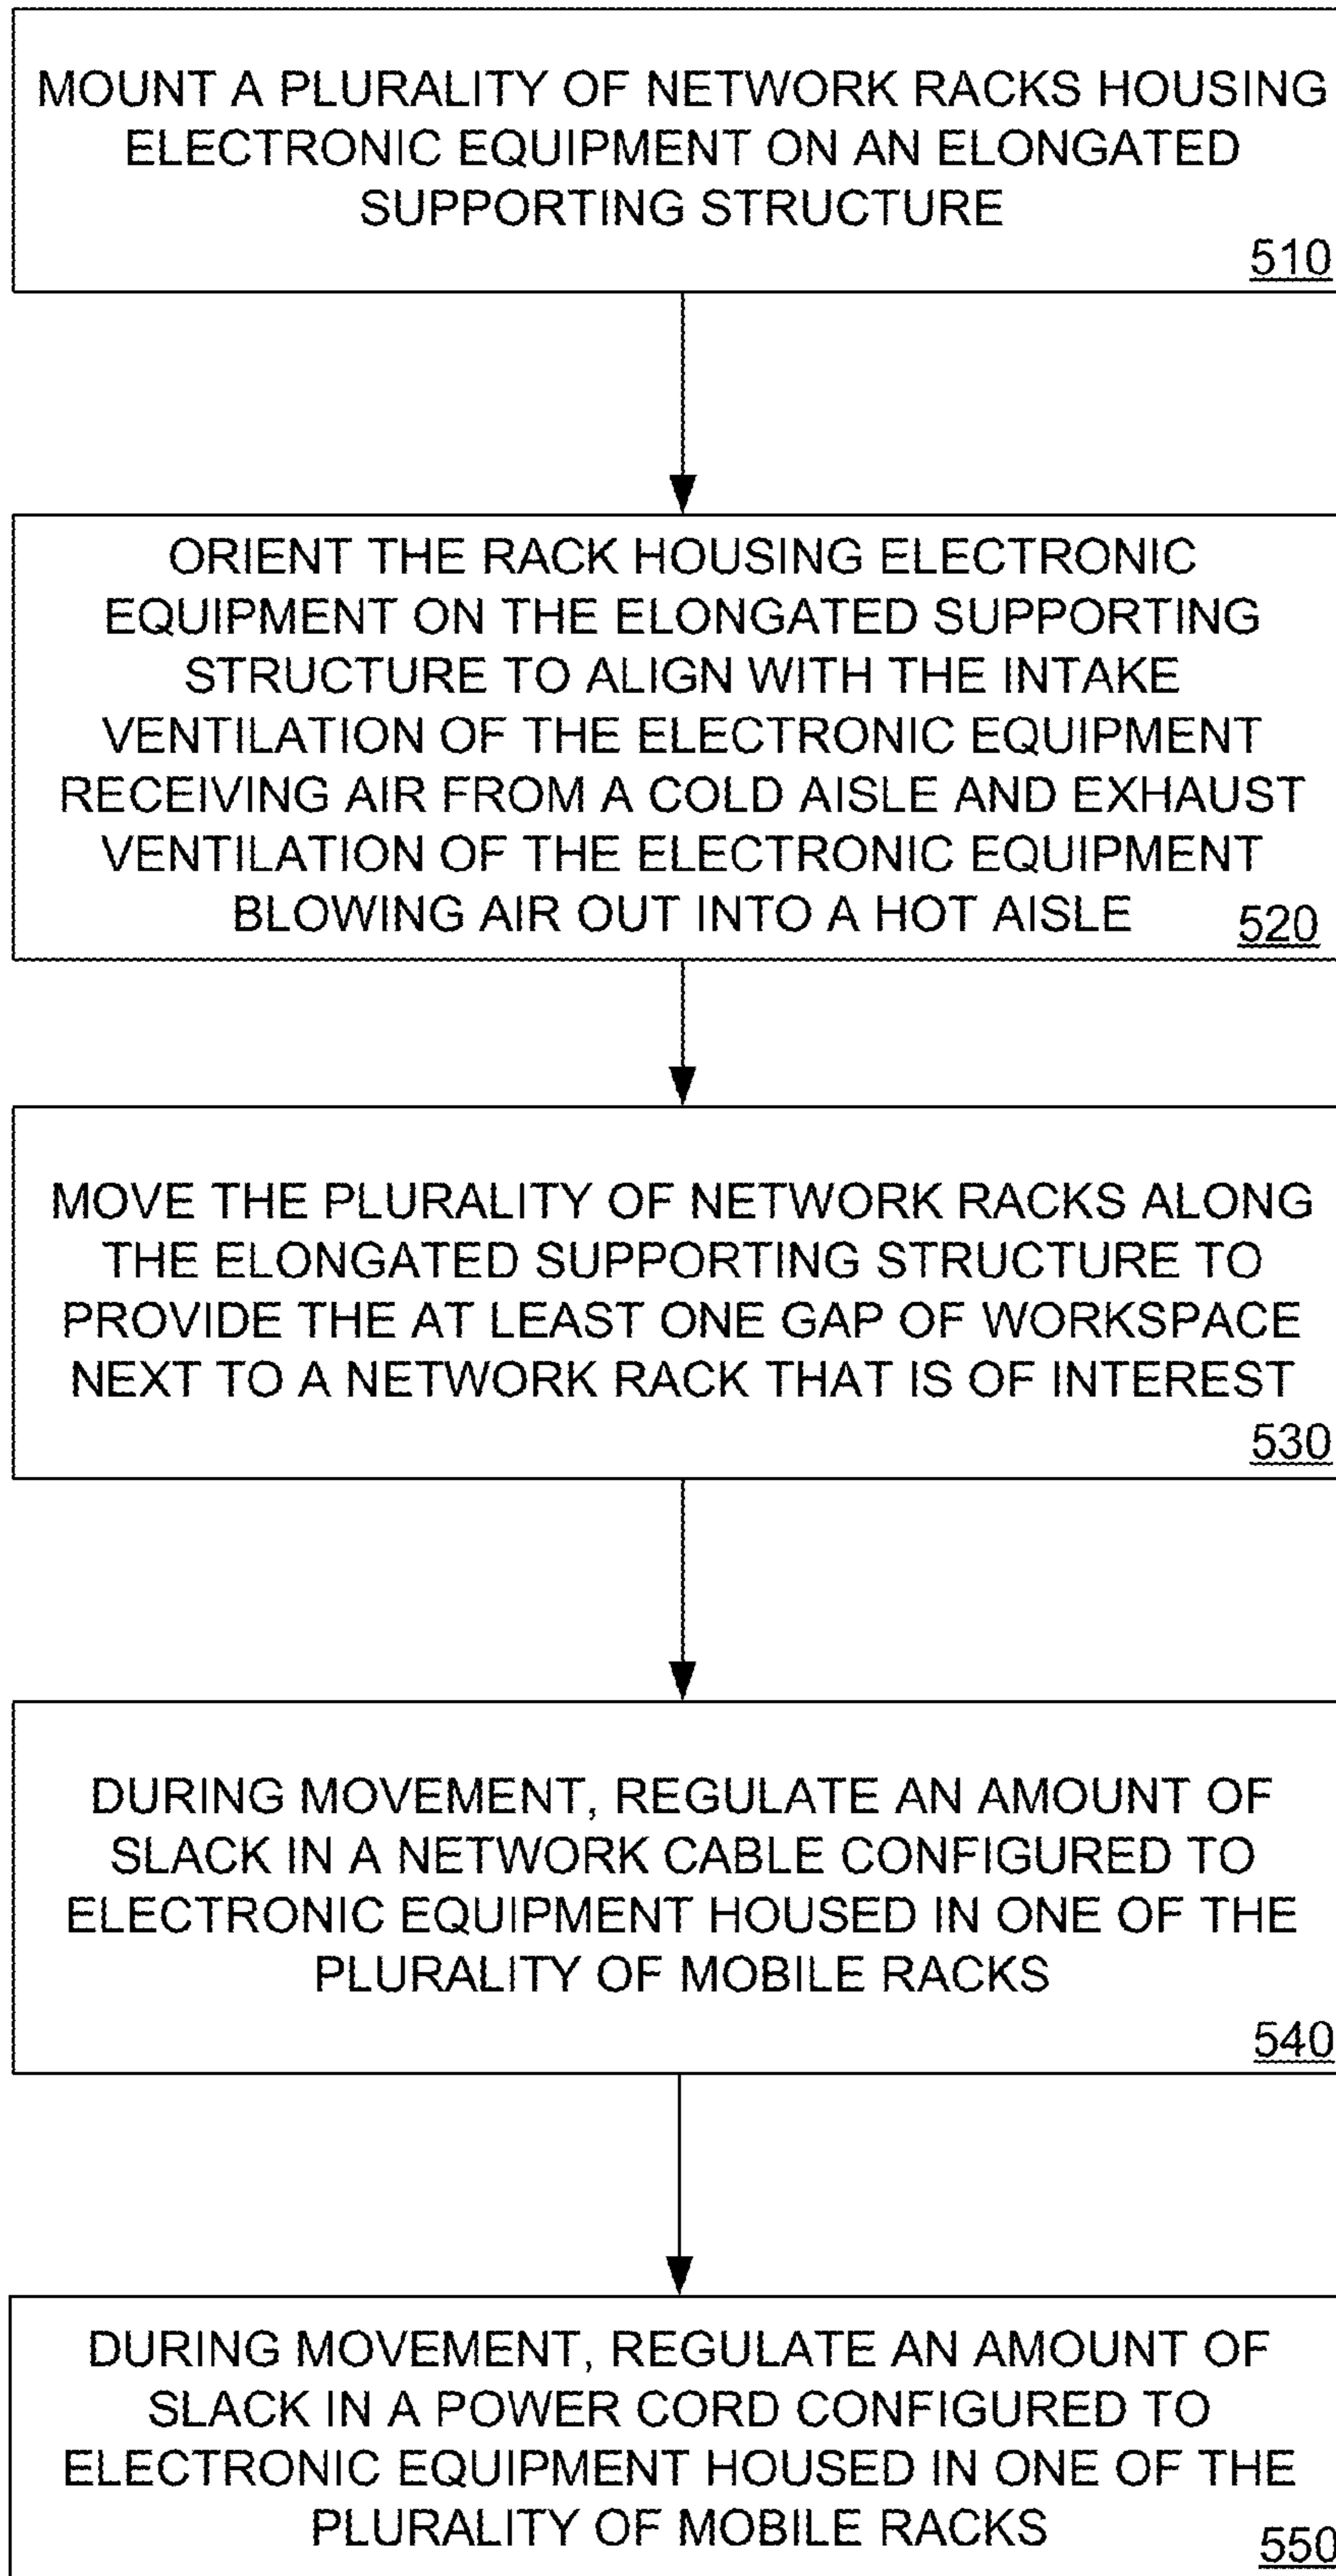 MOUNT A PLURALITY OF NETWORK RACKS HOUSING
ELECTRONIC EQUIPMENT ON AN ELONGATED
SUPPORTING STRUCTURE
510
ORIENT THE RACK HOUSING ELECTRONIC
EQUIPMENT ON THE ELONGATED SUPPORTING
STRUCTURE TO ALIGN WITH THE INTAKE
VENTILATION OF THE ELECTRONIC EQUIPMENT
RECEIVING AIR FROM A COLD AISLE AND EXHAUST
VENTILATION OF THE ELECTRONIC EQUIPMENT
BLOWING AIR OUT INTO A HOT AISLE
520
MOVE THE PLURALITY OF NETWORK RACKS ALONG
THE ELONGATED SUPPORTING STRUCTURE TO
PROVIDE THE AT LEAST ONE GAP OF WORKSPACE
NEXT TO A NETWORK RACK THAT IS OF INTEREST
530
DURING MOVEMENT, REGULATE AN AMOUNT OF
SLACK IN A NETWORK CABLE CONFIGURED TO
ELECTRONIC EQUIPMENT HOUSED IN ONE OF THE
PLURALITY OF MOBILE RACKS
540
DURING MOVEMENT, REGULATE AN AMOUNT OF
SLACK IN A POWER CORD CONFIGURED TO
ELECTRONIC EQUIPMENT HOUSED IN ONE OF THE
PLURALITY OF MOBILE RACKS
550